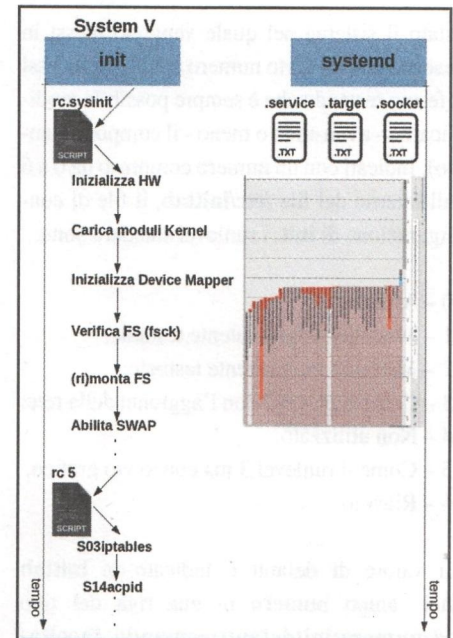 System V
init
systemd
rc.sysinit
SCRIPT
.service
.target
.socket
.TXT
.TXT
.TXT
Inizializza HW
Carica moduli Kernel
Inizializza Device Mapper
Verifica FS (fsck)
(ri)monta FS
Abilita SWAP
rc 5
SCRIPT
S03iptables
S14acpid
tempo
tempo